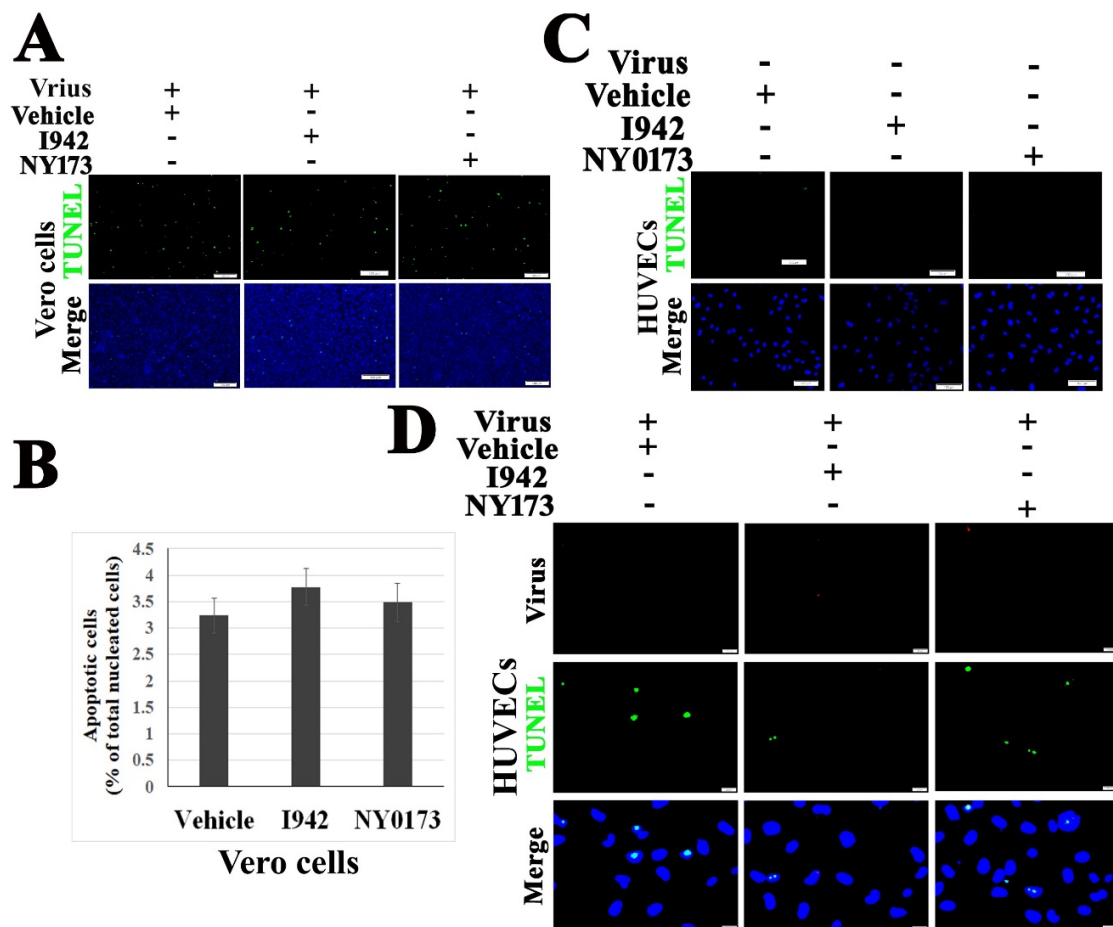 A
Vrius + + +
Vehicle + - -
I942 - + -
NY173 - - +
Vero cells
TUNEL
Merge
C
Virus - - -
Vehicle + - -
I942 - + -
NY0173 - - +
HUVECs
TUNEL
Merge
B
4.5
4
3.5
3
2.5
2
1.5
1
0.5
0
Apoptotic cells
(% of total nucleated cells)
Vehicle I942 NY0173
Vero cells
D
Virus + + +
Vehicle + - -
I942 - + -
NY173 - - +
Virus
HUVECs
TUNEL
Merge